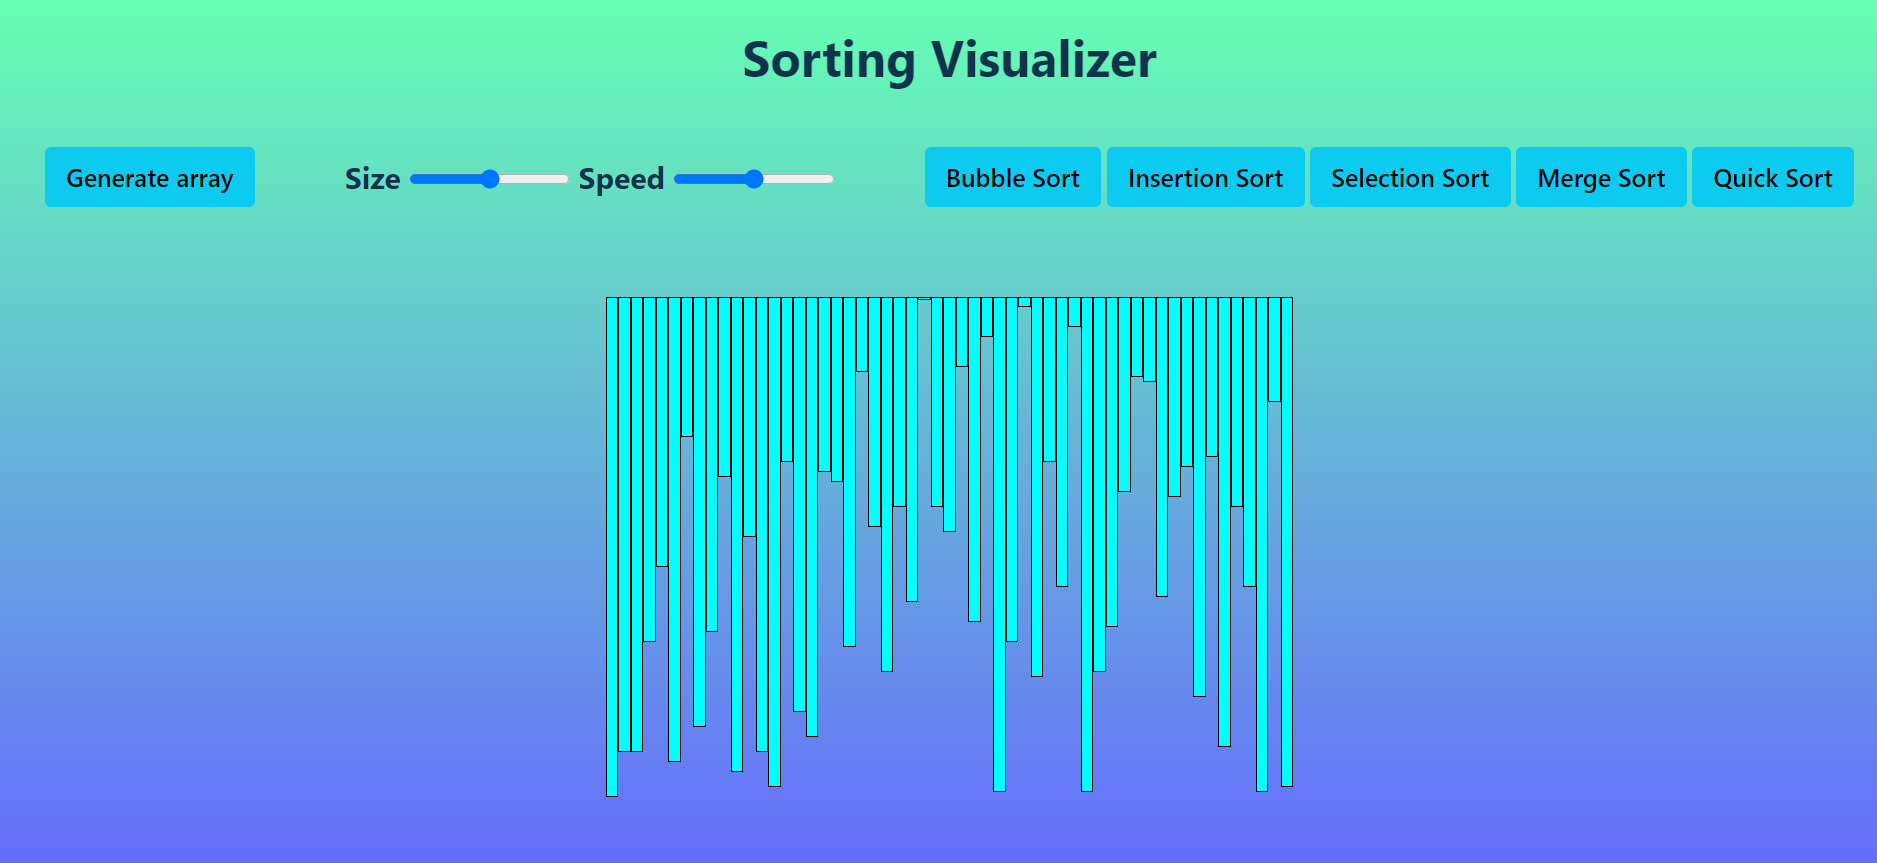 Sorting Visualizer
Generate array
Size
Speed
Bubble Sort
Insertion Sort
Selection Sort
Merge Sort
Quick Sort